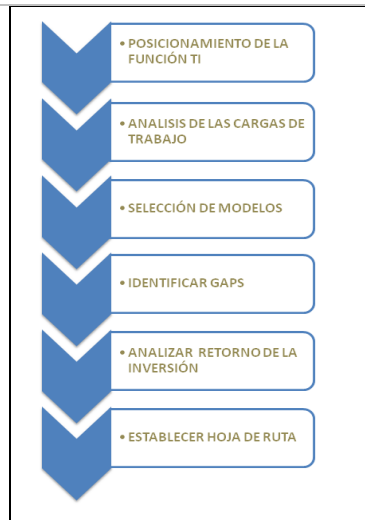 • POSICIONAMIENTO DE LA
FUNCIÓN TI
• ANALISIS DE LAS CARGAS DE
TRABAJO
• SELECCIÓN DE MODELOS
• IDENTIFICAR GAPS
• ANALIZAR RETORNO DE LA
INVERSIÓN
• ESTABLECER HOJA DE RUTA